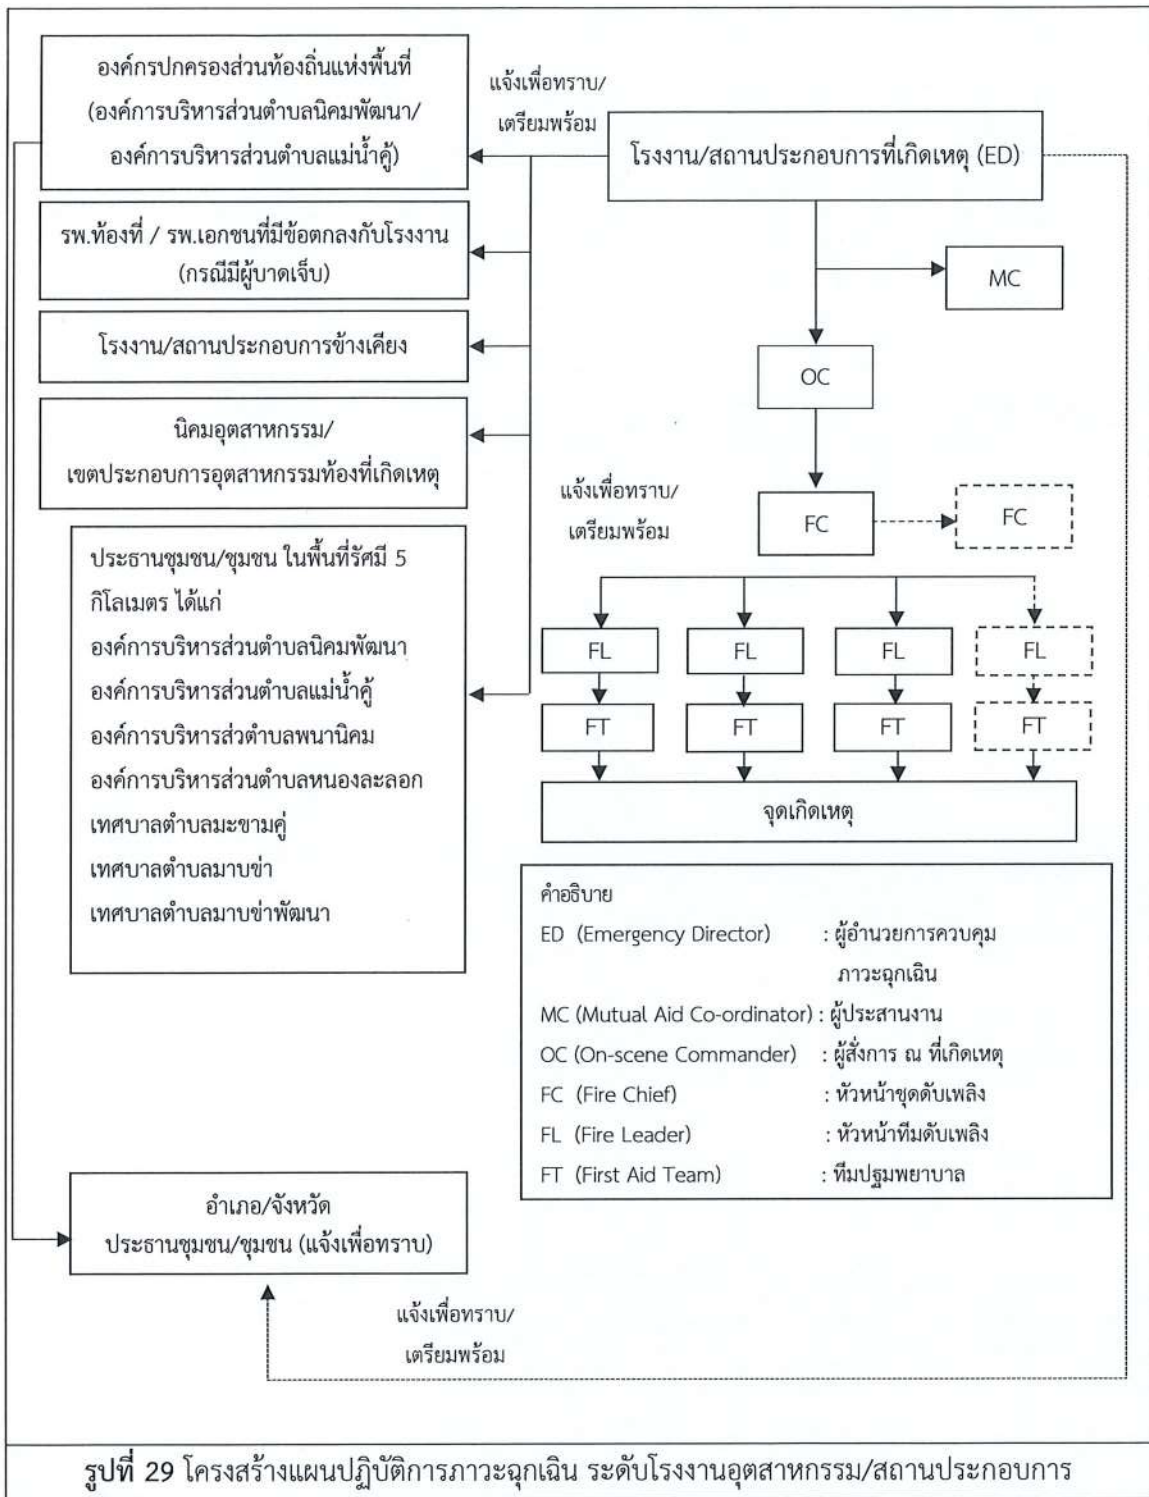 องค์กรปกครองส่วนท้องถิ่นแห่งพื้นที่
(องค์การบริหารส่วนตำบลนิคมพัฒนา/
องค์การบริหารส่วนตำบลแม่น้ำคู้)
แจ้งเพื่อทราบ/
เตรียมพร้อม
โรงงาน/สถานประกอบการที่เกิดเหตุ (ED)
รพ.ท้องที่ / รพ.เอกชนที่มีข้อตกลงกับโรงงาน
(กรณีมีผู้บาดเจ็บ)
MC
โรงงาน/สถานประกอบการข้างเคียง
OC
นิคมอุตสาหกรรม/
เขตประกอบการอุตสาหกรรมท้องที่เกิดเหตุ
แจ้งเพื่อทราบ/
เตรียมพร้อม
FC
FC
ประธานชุมชน/ชุมชน ในพื้นที่รัศมี 5
กิโลเมตร ได้แก่
องค์การบริหารส่วนตำบลนิคมพัฒนา
องค์การบริหารส่วนตำบลแม่น้ำคู้
องค์การบริหารส่วตำบลพนานิคม
องค์การบริหารส่วนตำบลหนองละลอก
เทศบาลตำบลมะขามคู่
เทศบาลตำบลมาบข่า
เทศบาลตำบลมาบข่าพัฒนา
FL
FL
FL
FL
FT
FT
FT
FT
จุดเกิดเหตุ
คำอธิบาย
ED (Emergency Director) : ผู้อำนวยการควบคุม
ภาวะฉุกเฉิน
MC (Mutual Aid Co-ordinator) : ผู้ประสานงาน
OC (On-scene Commander) : ผู้สั่งการ ณ ที่เกิดเหตุ
FC (Fire Chief) : หัวหน้าชุดดับเพลิง
FL (Fire Leader) : หัวหน้าทีมดับเพลิง
FT (First Aid Team) : ทีมปฐมพยาบาล
อำเภอ/จังหวัด
ประธานชุมชน/ชุมชน (แจ้งเพื่อทราบ)
แจ้งเพื่อทราบ/
เตรียมพร้อม
รูปที่ 29 โครงสร้างแผนปฏิบัติการภาวะฉุกเฉิน ระดับโรงงานอุตสาหกรรม/สถานประกอบการ